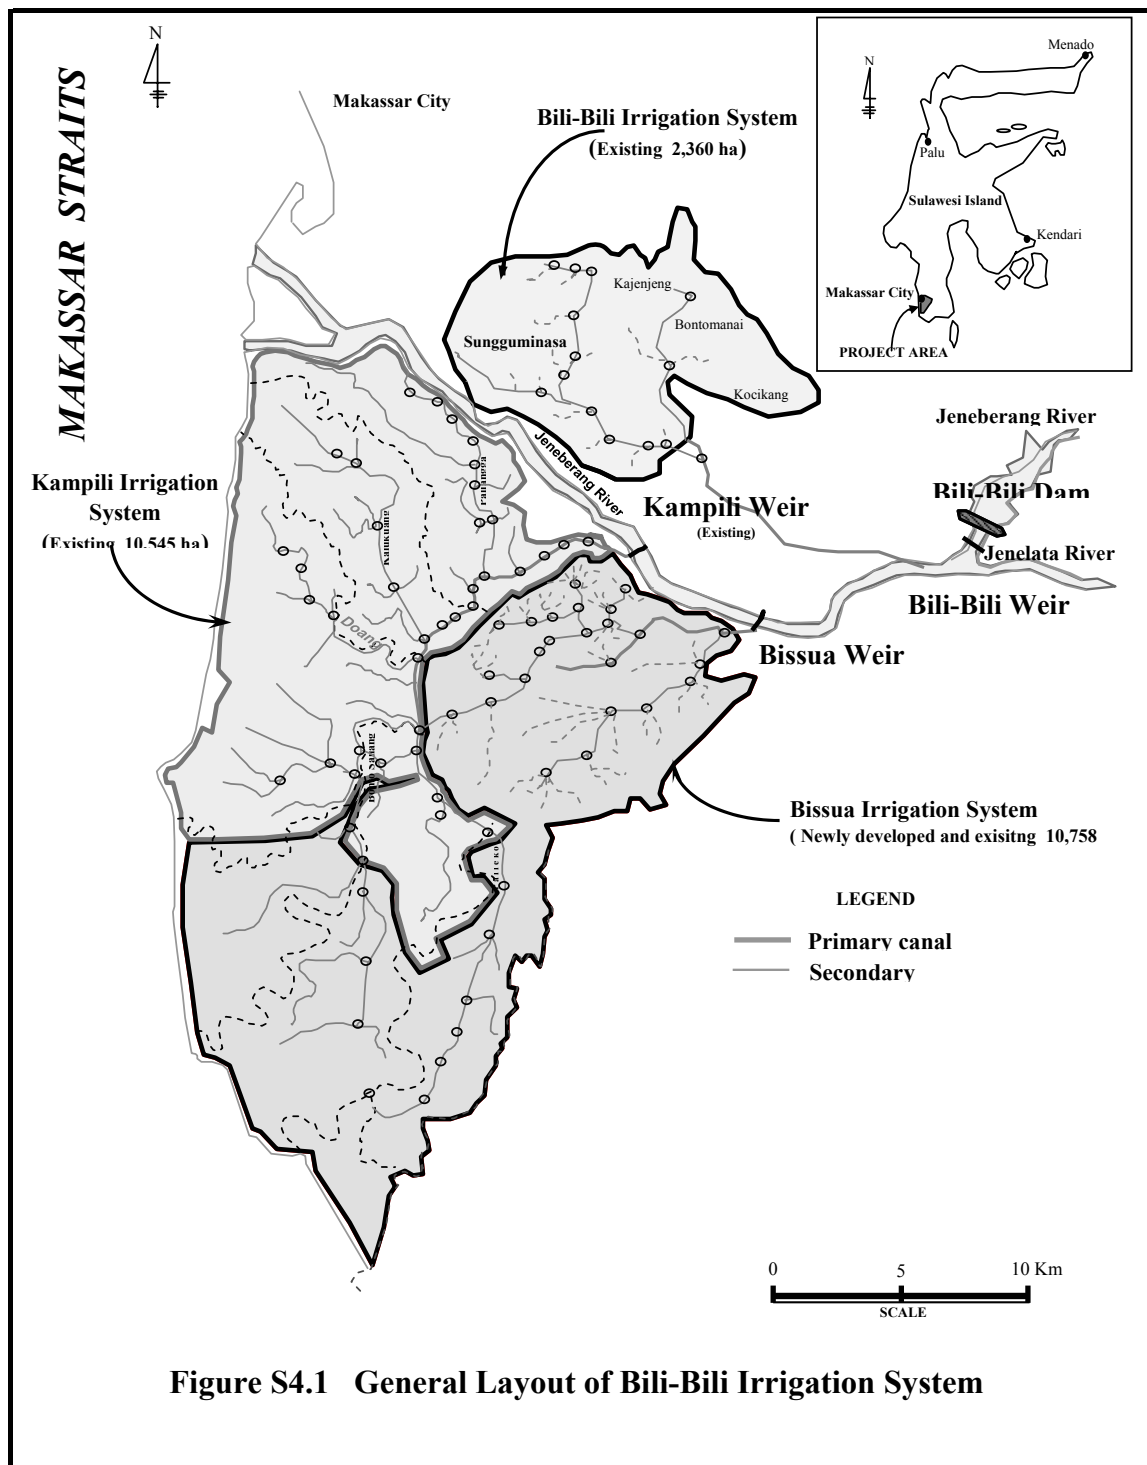 N
MAKASSAR STRAITS
Makassar City
Bili-Bili Irrigation System
(Existing 2,360 ha)
N
Menado
Palu
Sulawesi Island
Kendari
Makassar City
PROJECT AREA
Kajenjeng
Bontomanai
Sungguminasa
Kocikang
Jeneberang River
Jeneberang River
Bili-Bili Dam
Kampili Irrigation
System
(Existing 10,545 ha)
Kampili Weir
(Existing)
Jenelata River
Bili-Bili Weir
Doang
Bissua Weir
Bissua Irrigation System
( Newly developed and exisitng 10,758
LEGEND
Primary canal
Secondary
0 5 10 Km
SCALE
Figure S4.1 General Layout of Bili-Bili Irrigation System